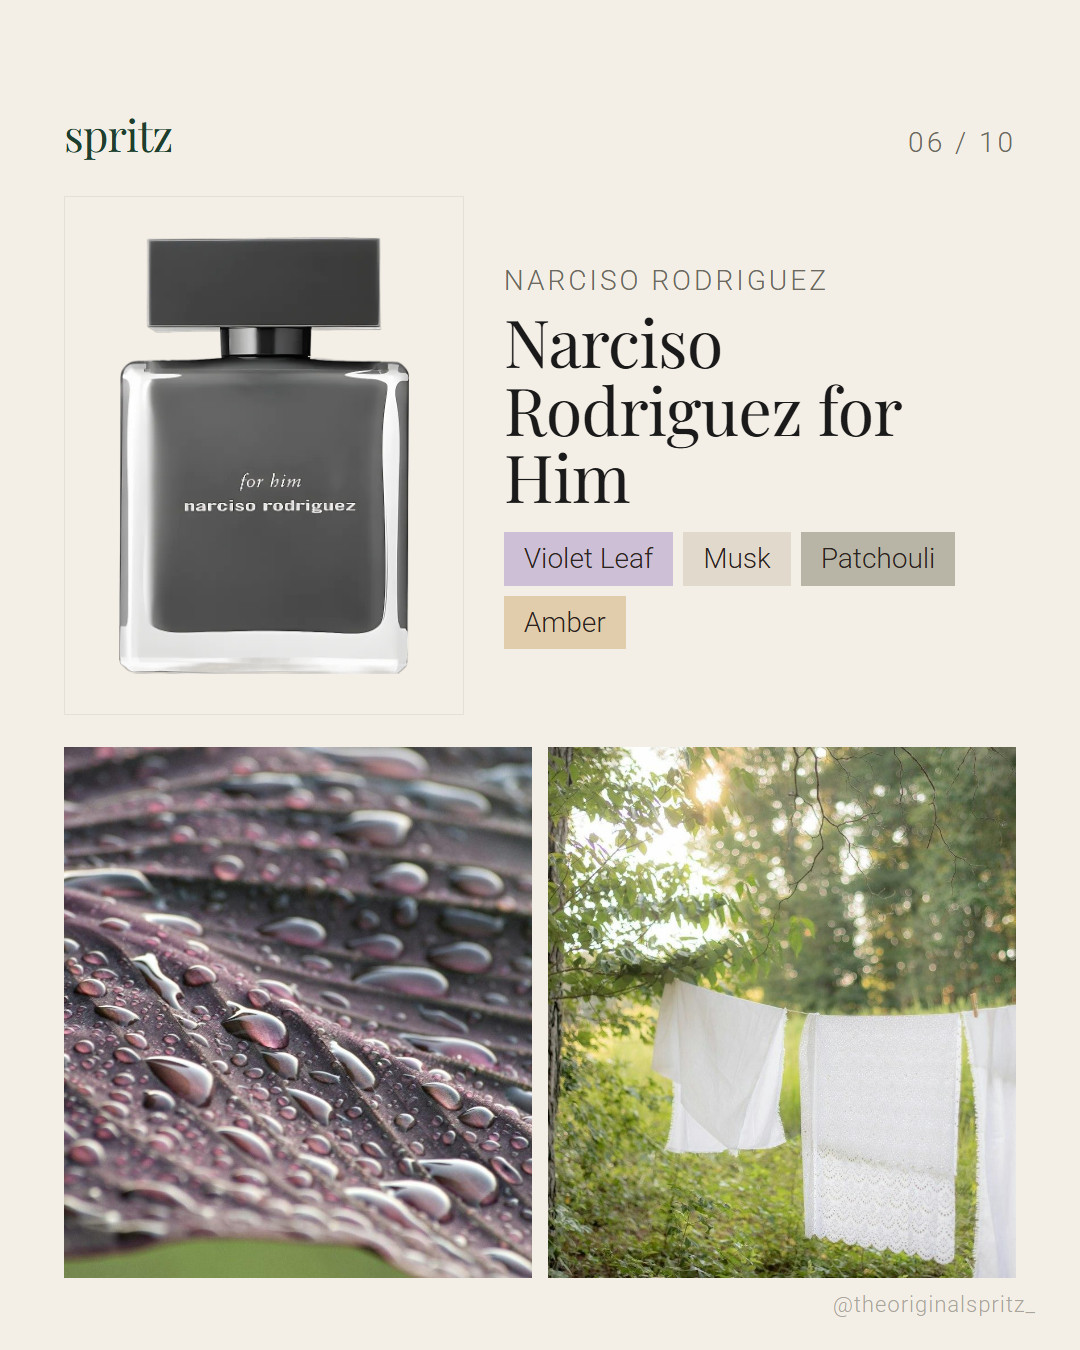 spritz
06 / 10
for him
narciso rodriguez
NARCISO RODRIGUEZ
Narciso
Rodriguez for
Him
Violet Leaf
Musk
Patchouli
Amber
@theoriginalspritz_